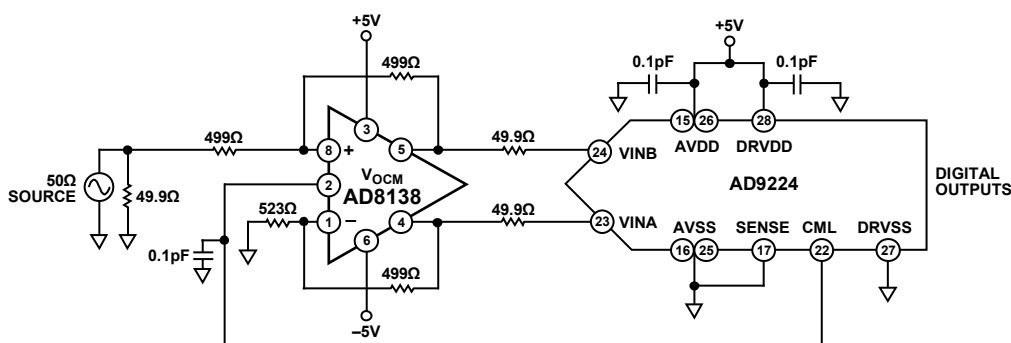 +5V
+5V
499Ω
0.1pF
0.1pF
3
15
26
28
499Ω
8
+
5
49.9Ω
24
VINB
AVDD
DRVDD
50Ω
SOURCE
49.9Ω
2
VOCM
AD8138
AD9224
DIGITAL
OUTPUTS
523Ω
1
−
4
49.9Ω
23
VINA
AVSS
SENSE
CML
DRVSS
0.1pF
6
16
25
17
22
27
499Ω
–5V